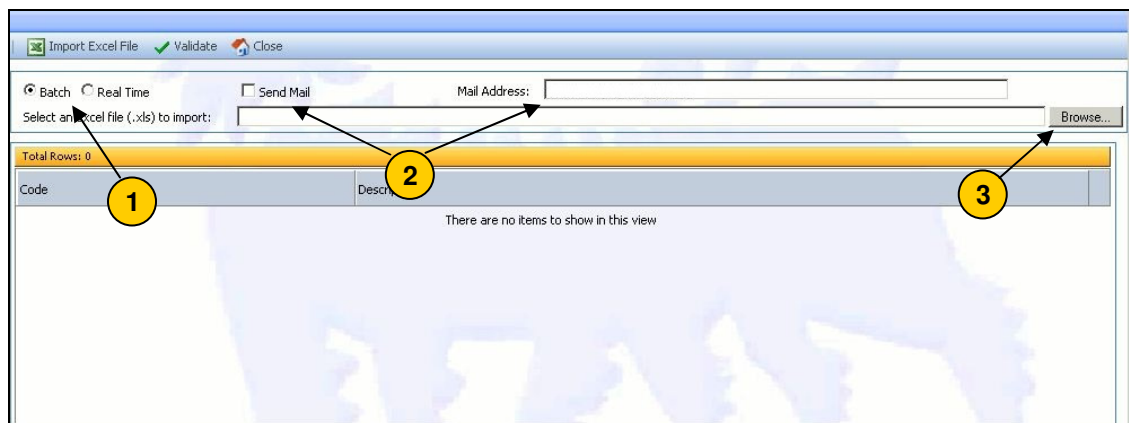 Import Excel File Validate Close
Batch Real Time Send Mail Mail Address:
Select an Excel file (.xls) to import: Browse...
Total Rows: 0
Code
1
2
3
There are no items to show in this view